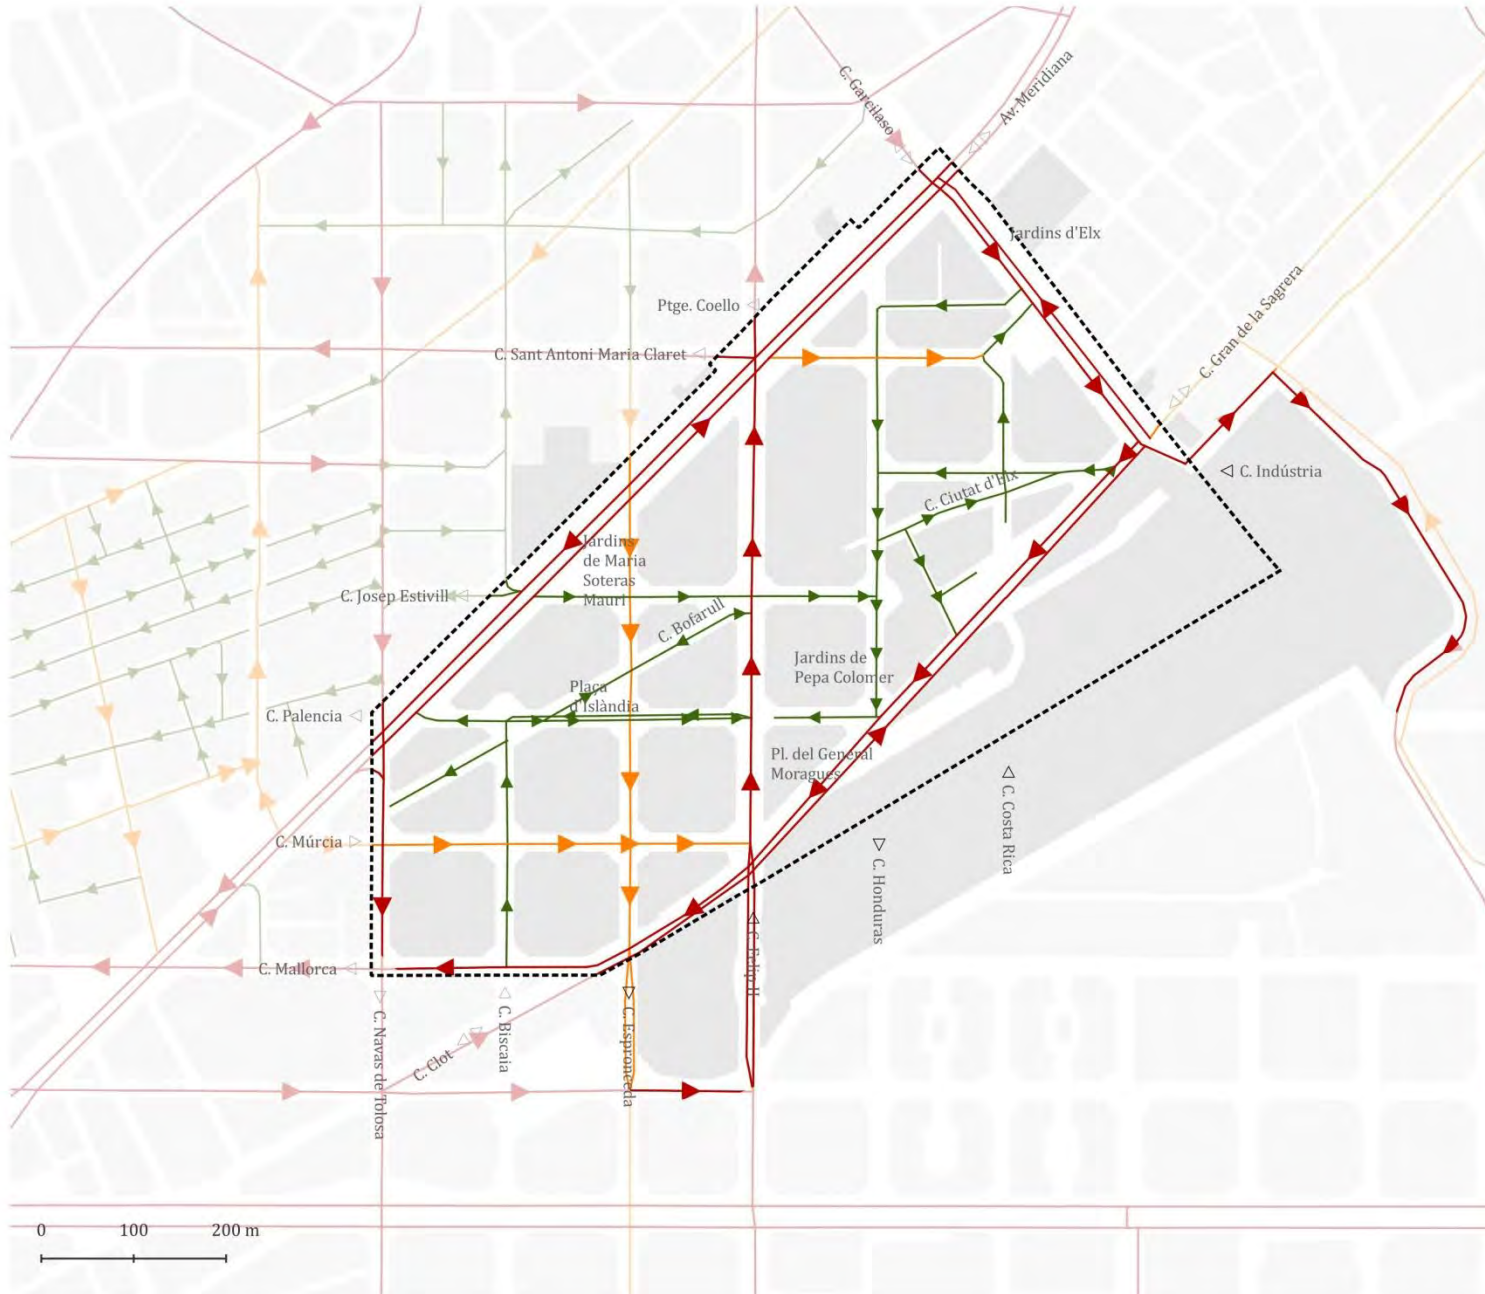 C. Garcilaso
Av. Meridiana
Jardins d'Elx
C. Gran de la Sagrera
Ptge. Coello
C. Sant Antoni Maria Claret
C. Indústria
C. Ciutat d'Elx
Jardins
de Maria
Soteras
Mauri
C. Josep Estivill
C. Bofarull
Jardins de
Pepa Colomer
Plaça
d'Islàndia
C. Palencia
Pl. del General
Moragues
C. Costa Rica
C. Múrcia
C. Honduras
C. Felip II
C. Mallorca
C. Navas de Tolosa
C. Clot
C. Biscaia
C. Espronceda
0 100 200 m